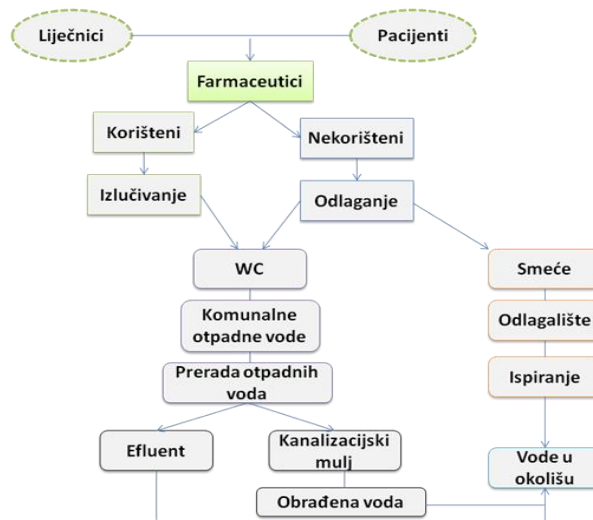 Liječnici
Pacijenti
Farmaceutici
Korišteni
Nekorišteni
Izlučivanje
Odlaganje
WC
Smeće
Komunalne
otpadne vode
Odlagalište
Prerada otpadnih
voda
Ispiranje
Efluent
Kanalizacijski
mulj
Vode u
okolišu
Obrađena voda